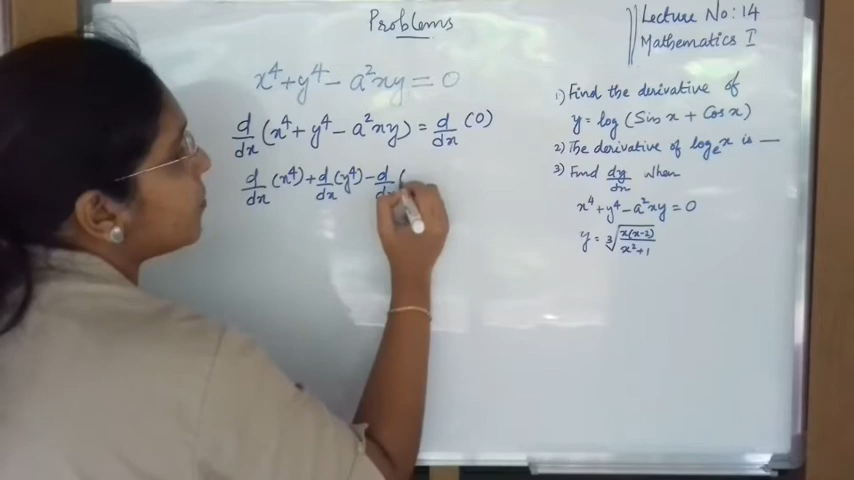 Problems
x⁴+y⁴- a²xy = 0
d/dx (x⁴+y⁴- a²xy) = d/dx (0)
d/dx (x⁴) + d/dx (y⁴) - d/dx (
Lecture No: 14
Mathematics I
1) Find the derivative of
y = log (Sin x + Cos x)
2) The derivative of logₑx is —
3) Find dy/dx when
x⁴+y⁴-a²xy = 0
y = ∛(x(x-2)/x²+1)